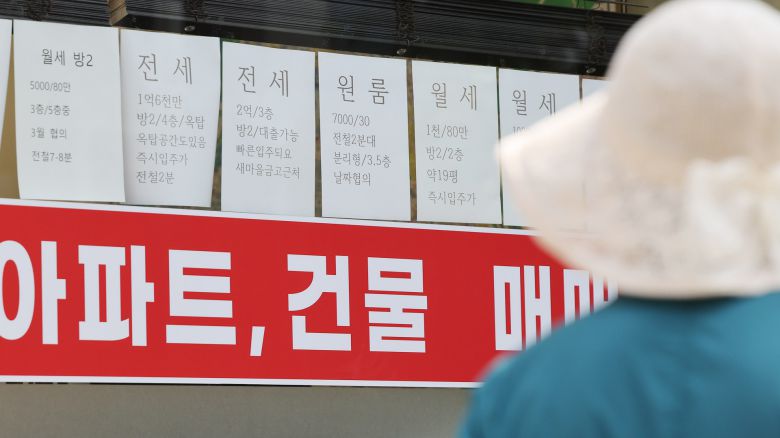 월세 방2
5000/80만
3층/5층중
3월 협의
전철7-8분
전 세
1억6천만
방2/4층/옥탑
옥탑공간도있음
즉시입주가
전철2분
전 세
2억/3층
방2/대출가능
빠른입주되요
새마을금고근처
원 룸
7000/30
전철2분대
분리형/3.5층
날짜협의
월 세
1천/80만
방2/2층
약19평
즉시입주가
월 세
아파트, 건물 매매